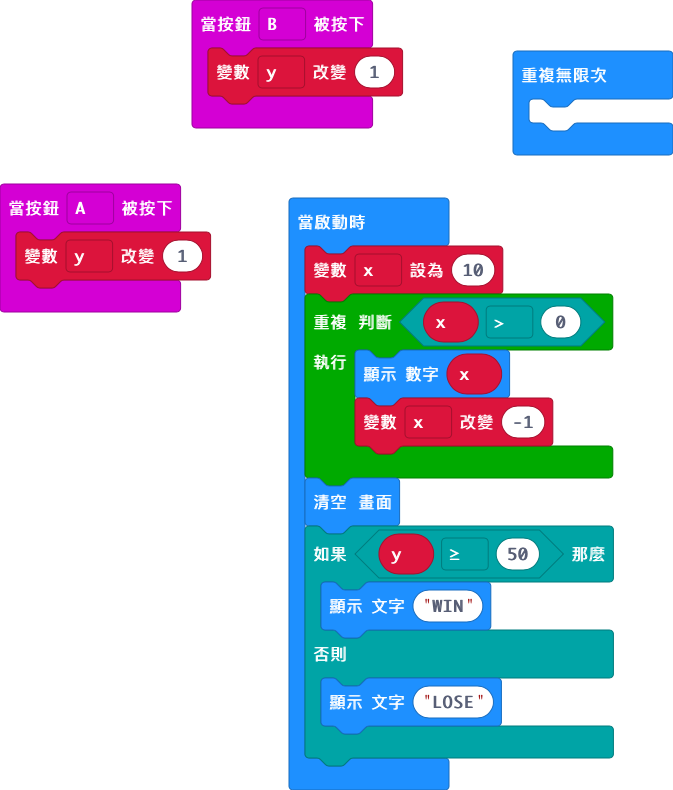 當按鈕 B 被按下
變數 y 改變 1
重複無限次
當按鈕 A 被按下
變數 y 改變 1
當啟動時
變數 x 設為 10
重複 判斷 x > 0
執行
顯示 數字 x
變數 x 改變 -1
清空 畫面
如果 y ≥ 50 那麼
顯示 文字 "WIN"
否則
顯示 文字 "LOSE"